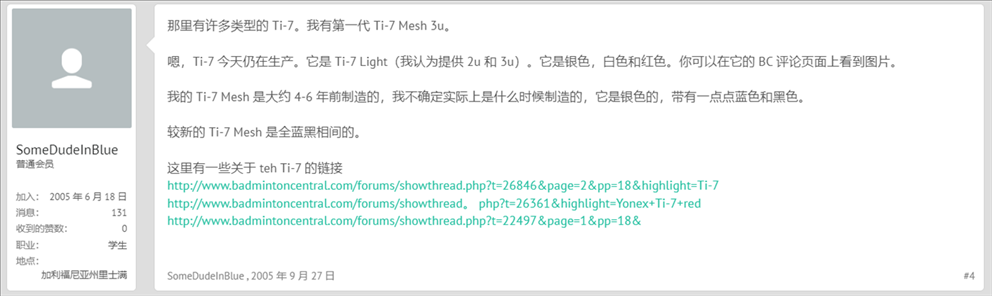 那里有许多类型的 Ti-7。我有第一代 Ti-7 Mesh 3u。
嗯，Ti-7 今天仍在生产。它是 Ti-7 Light（我认为提供 2u 和 3u）。它是银色，白色和红色。你可以在它的 BC 评论页面上看到图片。
我的 Ti-7 Mesh 是大约 4-6 年前制造的，我不确定实际上是什么时候制造的，它是银色的，带有一点点蓝色和黑色。
较新的 Ti-7 Mesh 是全蓝黑相间的。
这里有一些关于 teh Ti-7 的链接
http://www.badmintoncentral.com/forums/showthread.php?t=26846&page=2&pp=18&highlight=Ti-7
http://www.badmintoncentral.com/forums/showthread。 php?t=26361&highlight=Yonex+Ti-7+red
http://www.badmintoncentral.com/forums/showthread.php?t=22497&page=1&pp=18&
SomeDudeInBlue
普通会员
加入： 2005 年 6 月 18 日
消息： 131
收到的赞数： 0
职业： 学生
地点：
加利福尼亚州里士满
SomeDudeInBlue , 2005 年 9 月 27 日
#4